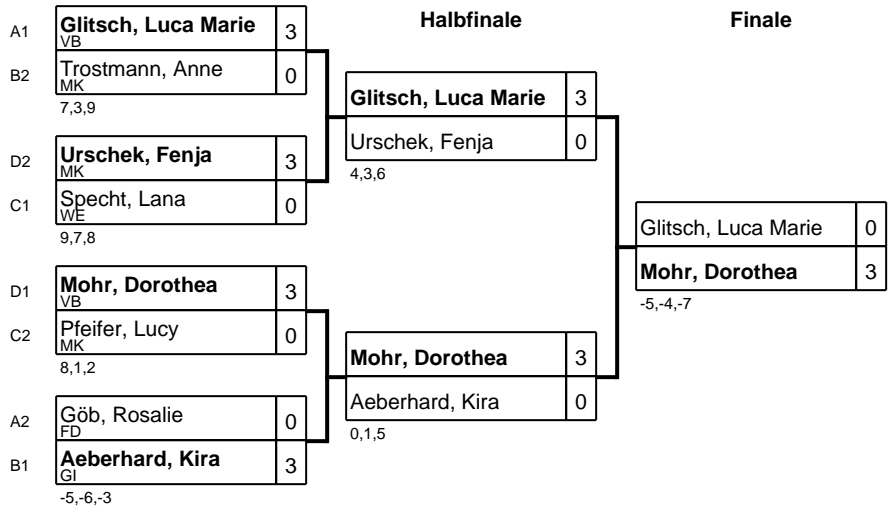 Halbfinale
Finale
A1 Glitsch, Luca Marie 3
VB
B2 Trostmann, Anne 0
MK
7,3,9
D2 Urschek, Fenja 3
MK
C1 Specht, Lana 0
WE
9,7,8
D1 Mohr, Dorothea 3
VB
C2 Pfeifer, Lucy 0
MK
8,1,2
A2 Göb, Rosalie 0
FD
B1 Aeberhard, Kira 3
GI
-5,-6,-3
Glitsch, Luca Marie 3
Urschek, Fenja 0
4,3,6
Mohr, Dorothea 3
Aeberhard, Kira 0
0,1,5
Glitsch, Luca Marie 0
Mohr, Dorothea 3
-5,-4,-7